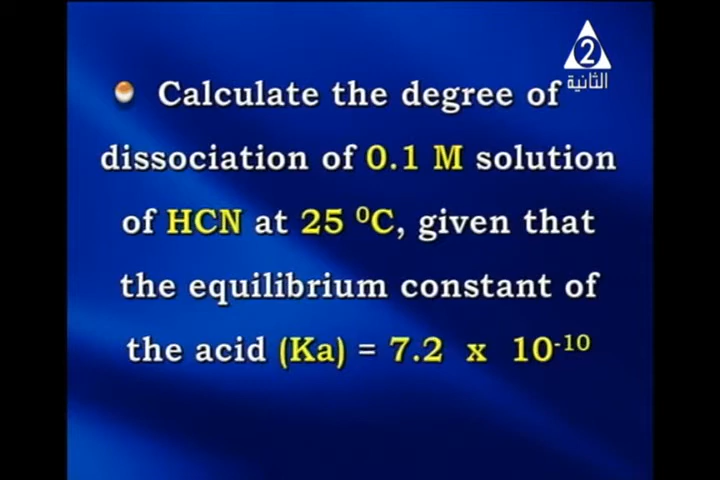 2
الثانية
Calculate the degree of
dissociation of 0.1 M solution
of HCN at 25 ⁰C, given that
the equilibrium constant of
the acid (Ka) = 7.2 x 10⁻¹⁰